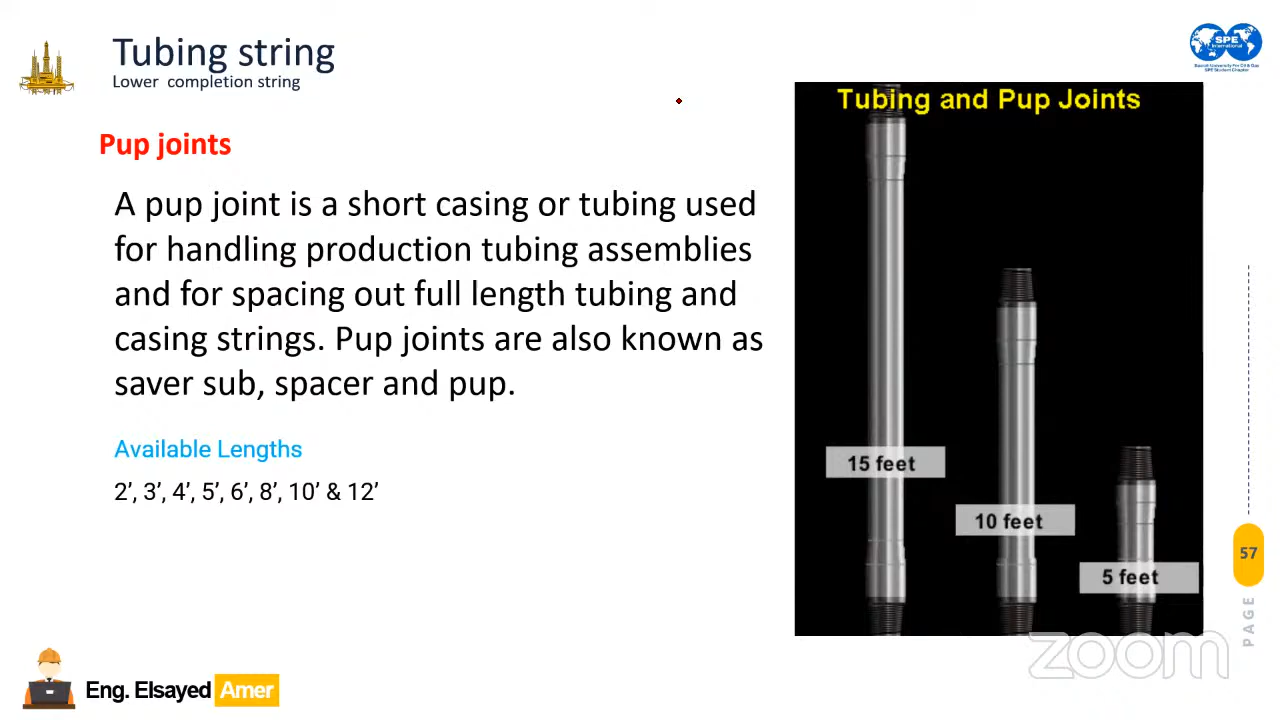 Tubing string
Lower completion string
SPE
International
Pup joints
A pup joint is a short casing or tubing used
for handling production tubing assemblies
and for spacing out full length tubing and
casing strings. Pup joints are also known as
saver sub, spacer and pup.
Available Lengths
2’, 3’, 4’, 5’, 6’, 8’, 10’ & 12’
Tubing and Pup Joints
15 feet
10 feet
5 feet
57
PAGE
zoom
Eng. Elsayed Amer